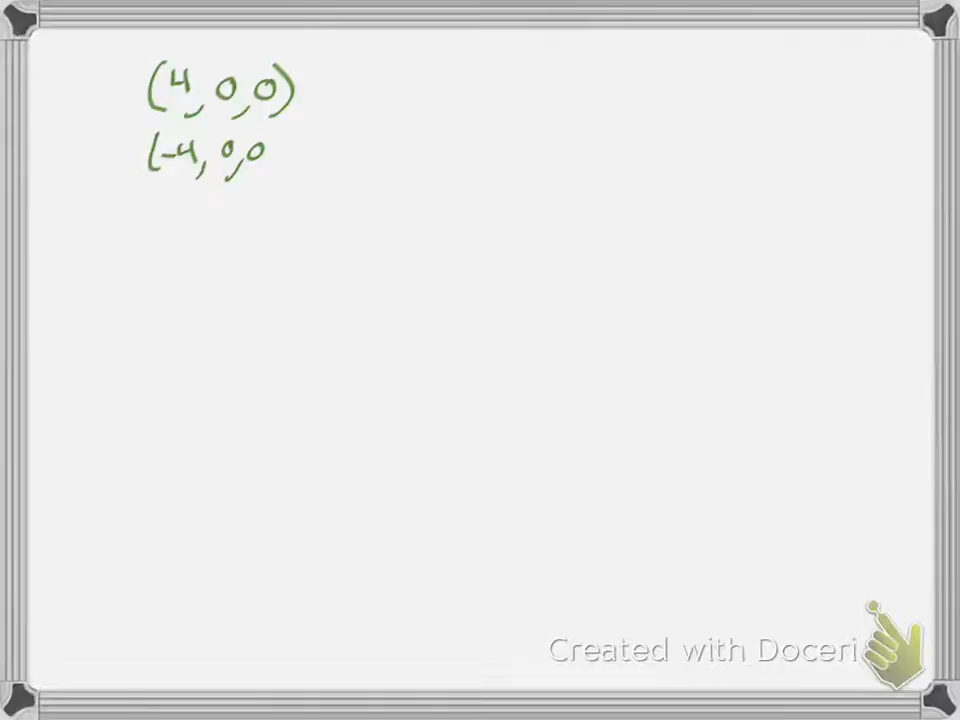 (4, 0, 0)
(-4, 0, 0
Created with Doceri